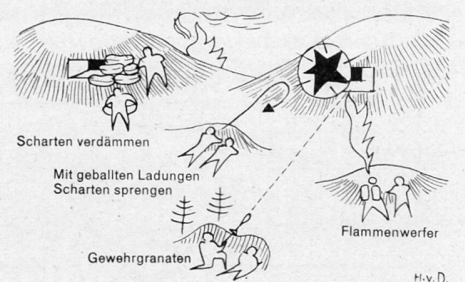 Scharten verdämmen
Mit geballten Ladungen
Scharten sprengen
Flammenwerfer
Gewehrgranaten
H.v.D.